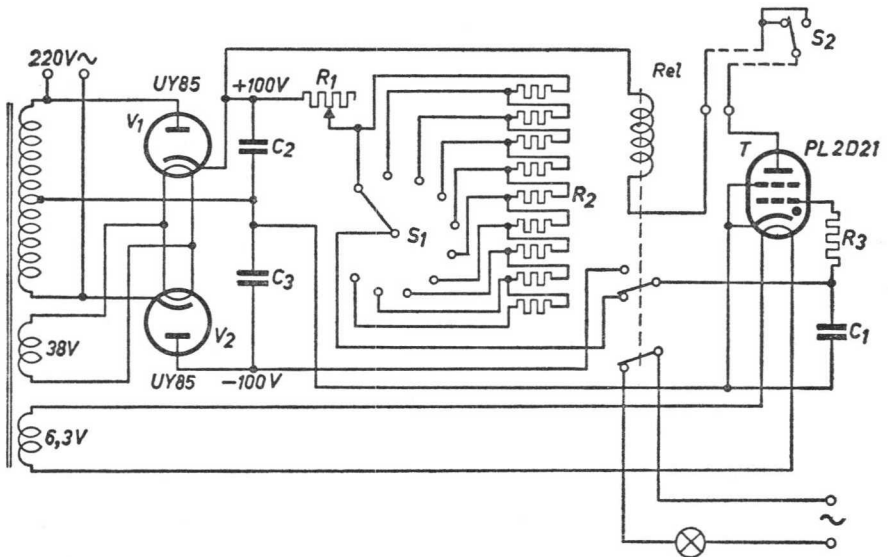 220V~
UY85
V1
+100V
R1
C2
S1
R2
Rel
S2
T
PL2D21
R3
C3
V2
38V
UY85
−100V
C1
6,3V
~